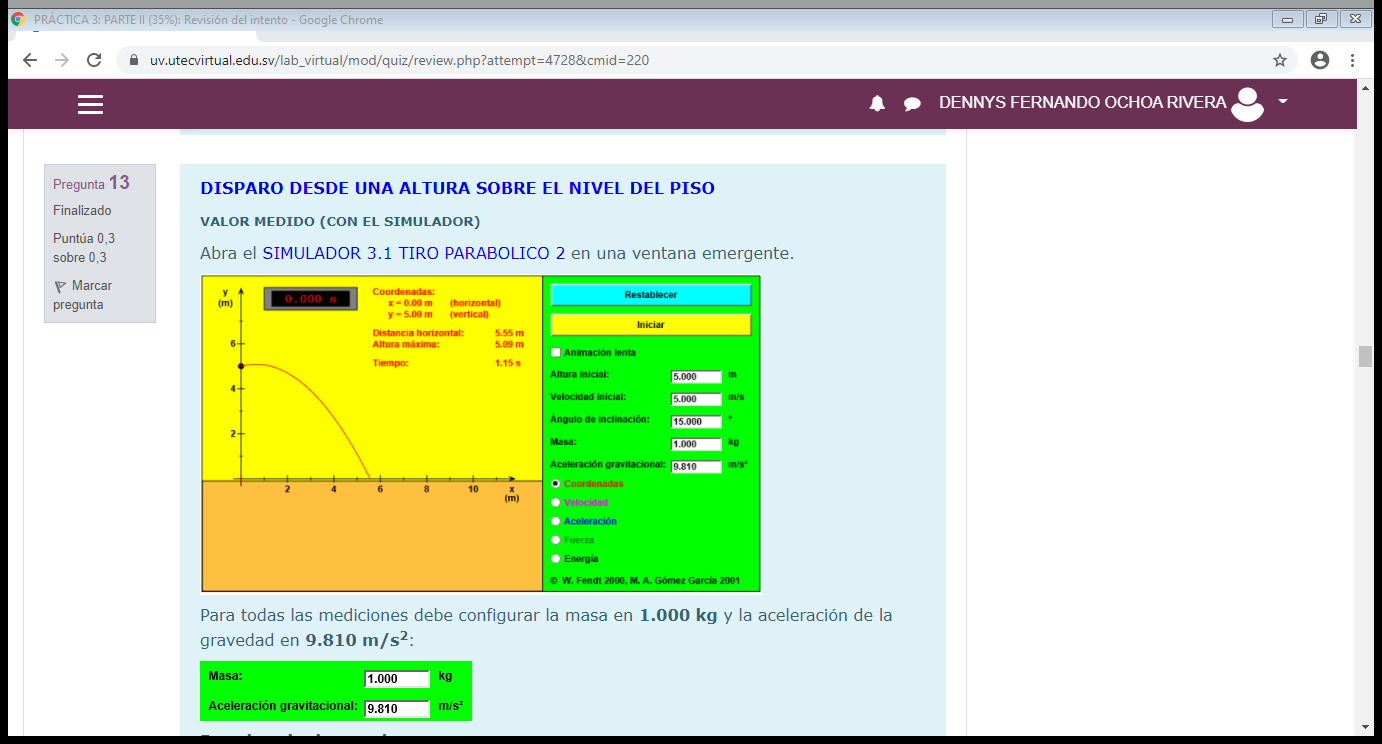 PRÁCTICA 3: PARTE II (35%): Revisión del intento - Google Chrome
uv.utecvirtual.edu.sv/lab_virtual/mod/quiz/review.php?attempt=4728&cmid=220
DENNYS FERNANDO OCHOA RIVERA
Pregunta 13
Finalizado
Puntúa 0,3
sobre 0,3
Marcar
pregunta
DISPARO DESDE UNA ALTURA SOBRE EL NIVEL DEL PISO
VALOR MEDIDO (CON EL SIMULADOR)
Abra el SIMULADOR 3.1 TIRO PARABOLICO 2 en una ventana emergente.
y
(m)
6
4
2
2 4 6 8 10 x
(m)
0.000 s
Coordenadas:
x = 0.00 m (horizontal)
y = 5.00 m (vertical)
Distancia horizontal: 5.55 m
Altura máxima: 5.09 m
Tiempo: 1.15 s
Restablecer
Iniciar
Animación lenta
Altura inicial: 5.000 m
Velocidad inicial: 5.000 m/s
Ángulo de inclinación: 15.000 °
Masa: 1.000 kg
Aceleración gravitacional: 9.810 m/s²
Coordenadas
Velocidad
Aceleración
Fuerza
Energía
© W. Fendt 2000, M. A. Gómez García 2001
Para todas las mediciones debe configurar la masa en 1.000 kg y la aceleración de la
gravedad en 9.810 m/s²:
Masa: 1.000 kg
Aceleración gravitacional: 9.810 m/s²